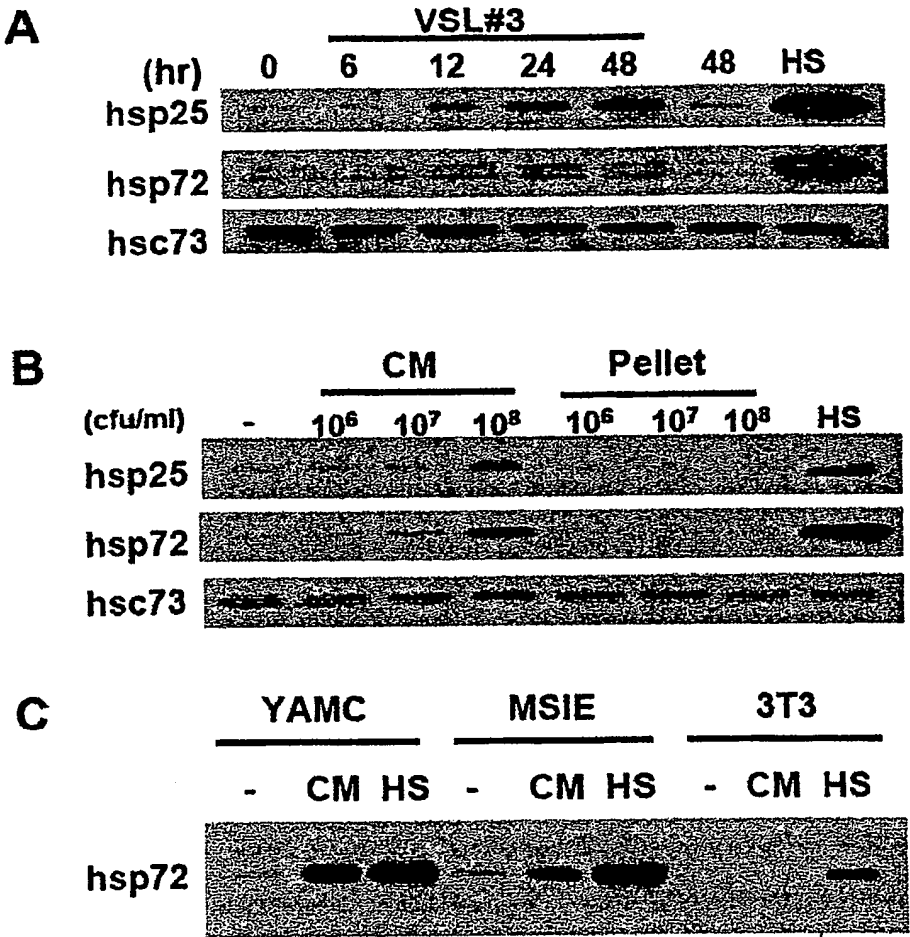 A
VSL#3
(hr) 0 6 12 24 48 48 HS
hsp25
hsp72
hsc73
B
CM Pellet
(cfu/ml) - 10⁶ 10⁷ 10⁸ 10⁶ 10⁷ 10⁸ HS
hsp25
hsp72
hsc73
C
YAMC MSIE 3T3
- CM HS - CM HS - CM HS
hsp72